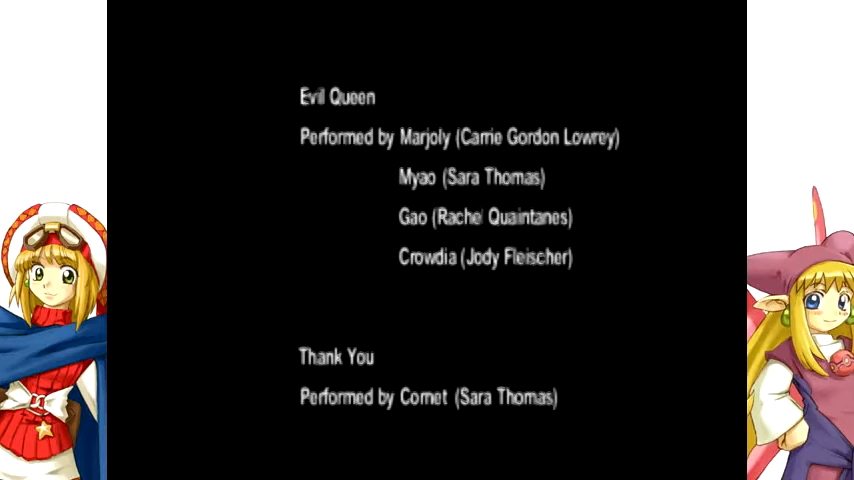 Evil Queen
Performed by Marjoly (Carrie Gordon Lowrey)
Myao (Sara Thomas)
Gao (Rachel Quaintanes)
Crowdia (Jody Fleischer)
Thank You
Performed by Cornet (Sara Thomas)